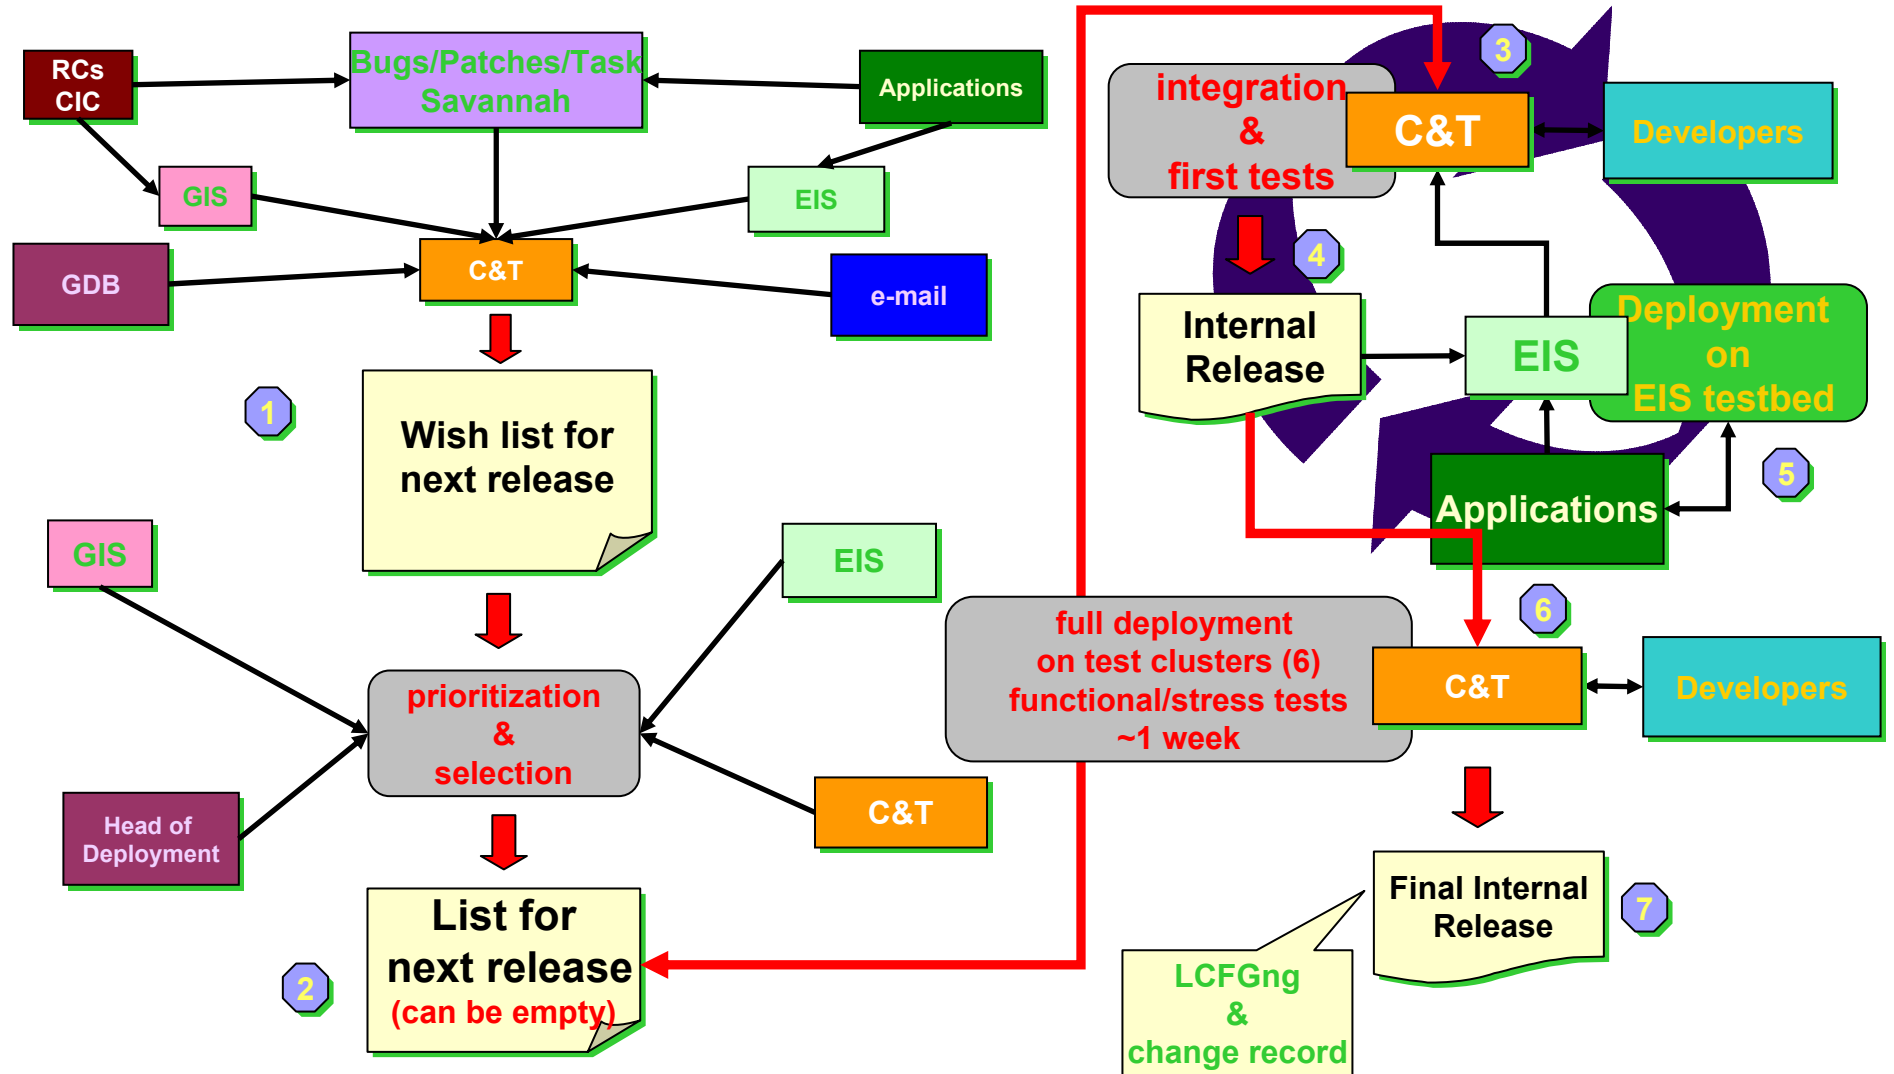 RCs
CIC
Bugs/Patches/Task
Savannah
Applications
GIS
EIS
GDB
C&T
e-mail
1
Wish list for
next release
GIS
EIS
prioritization
&
selection
Head of
Deployment
C&T
2
List for
next release
(can be empty)
3
integration
&
first tests
C&T
Developers
4
Internal
Release
EIS
Deployment
on
EIS testbed
5
Applications
6
full deployment
on test clusters (6)
functional/stress tests
~1 week
C&T
Developers
Final Internal
Release
7
LCFGng
&
change record